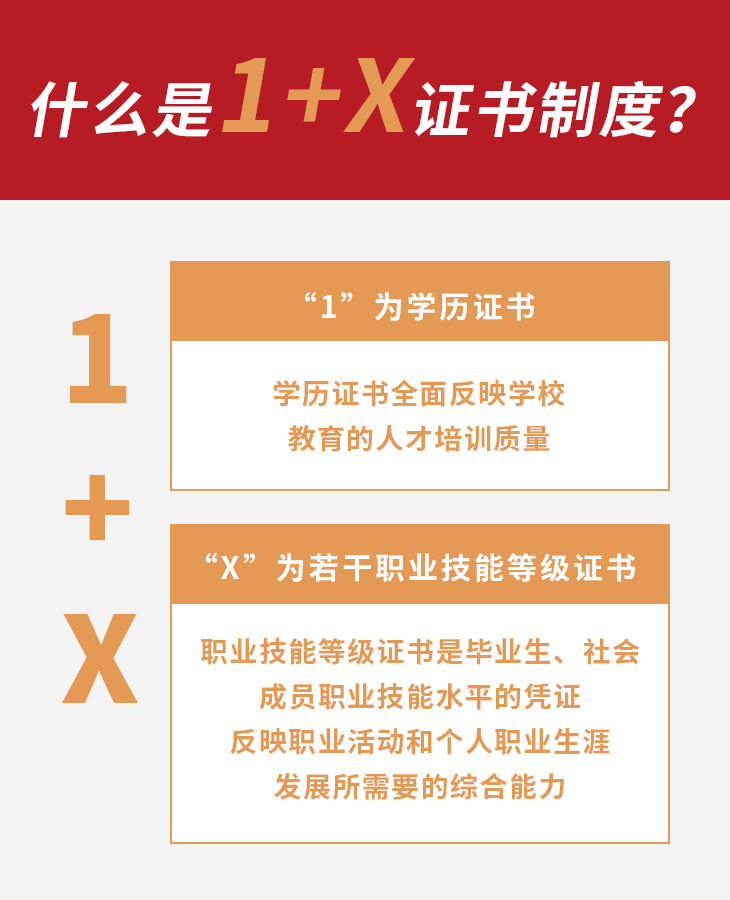 什么是1+X证书制度?
1
“1”为学历证书
学历证书全面反映学校
教育的人才培训质量
+
X
“X”为若干职业技能等级证书
职业技能等级证书是毕业生、社会
成员职业技能水平的凭证
反映职业活动和个人职业生涯
发展所需要的综合能力